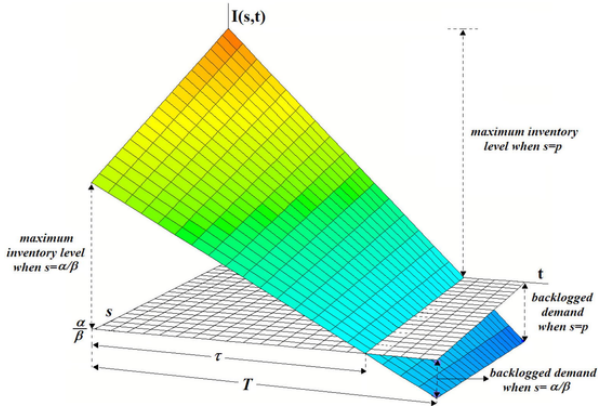 I(s,t)
maximum inventory
level when s=p
maximum
inventory level
when s=α/β
t
s
α
β
backlogged
demand
when s=p
τ
T
backlogged demand
when s= α/β